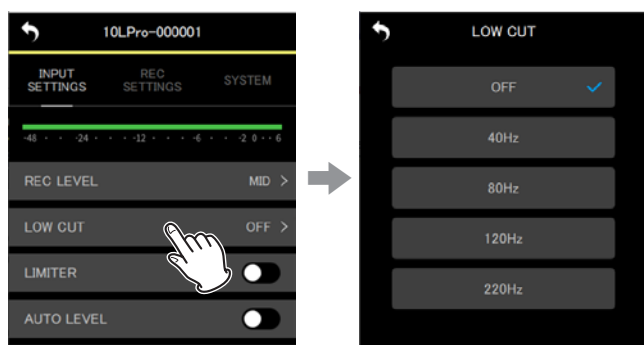 10LPro-000001
INPUT SETTINGS
REC SETTINGS
SYSTEM
-48 · · -24 · · · -12 · · · -6 · · -2 0 · · 6
REC LEVEL MID >
LOW CUT OFF >
LIMITER
AUTO LEVEL
LOW CUT
OFF
40Hz
80Hz
120Hz
220Hz